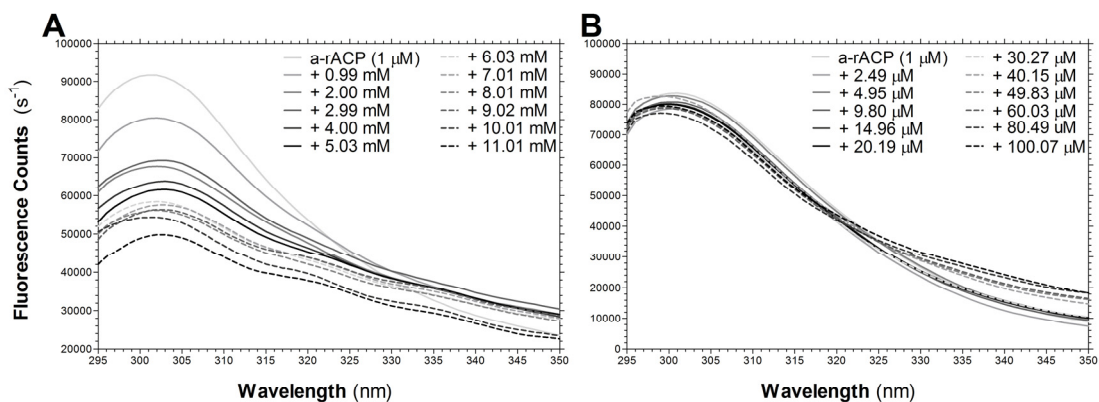 A
B
Fluorescence Counts (s⁻¹)
100000
90000
80000
70000
60000
50000
40000
30000
20000
a-rACP (1 μM)
+ 0.99 mM
+ 2.00 mM
+ 2.99 mM
+ 4.00 mM
+ 5.03 mM
+ 6.03 mM
+ 7.01 mM
+ 8.01 mM
+ 9.02 mM
+ 10.01 mM
+ 11.01 mM
295 300 305 310 315 320 325 330 335 340 345 350
Wavelength (nm)
100000
90000
80000
70000
60000
50000
40000
30000
20000
10000
0
a-rACP (1 μM)
+ 2.49 μM
+ 4.95 μM
+ 9.80 μM
+ 14.96 μM
+ 20.19 μM
+ 30.27 μM
+ 40.15 μM
+ 49.83 μM
+ 60.03 μM
+ 80.49 uM
+ 100.07 μM
295 300 305 310 315 320 325 330 335 340 345 350
Wavelength (nm)